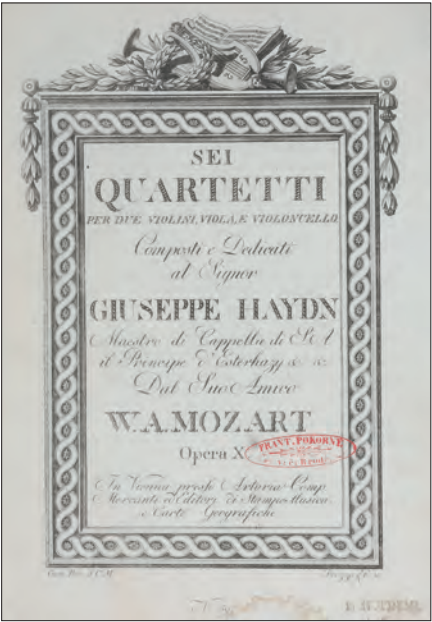 SEI
QUARTETTI
PER DUE VIOLINI, VIOLA, E VIOLONCELLO
Composti e Dedicati
al Signor
GIUSEPPE HAYDN
Maestro di Cappella di S.A
il Principe d'Esterhazy &c &c
Dal Suo Amico
W.A.MOZART
Opera X
FRANT. POKORNÝ
In Vienna presso Artaria Comp.
Mercanti ed Editori di Stampe Musica
e Carte Geografiche